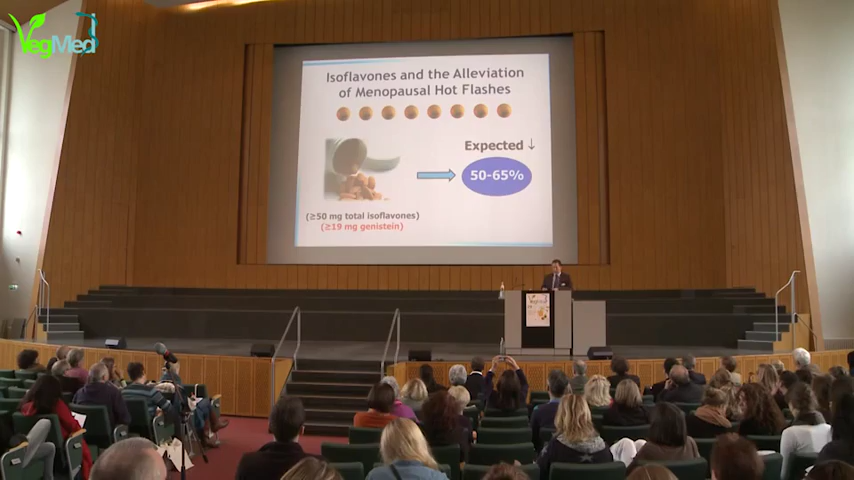 VegMed
Isoflavones and the Alleviation
of Menopausal Hot Flashes
Expected ↓
50-65%
(≥50 mg total isoflavones)
(≥19 mg genistein)